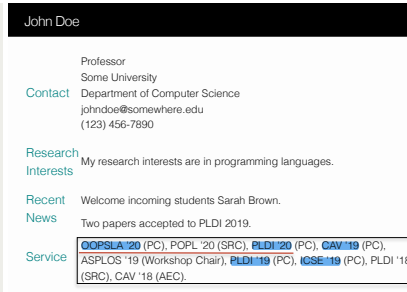 John Doe
Professor
Some University
Contact Department of Computer Science
johndoe@somewhere.edu
(123) 456-7890
Research Interests My research interests are in programming languages.
Recent News Welcome incoming students Sarah Brown.
Two papers accepted to PLDI 2019.
Service OOPSLA '20 (PC), POPL '20 (SRC), PLDI '20 (PC), CAV '19 (PC),
ASPLOS '19 (Workshop Chair), PLDI '19 (PC), ICSE '19 (PC), PLDI '18
(SRC), CAV '18 (AEC).